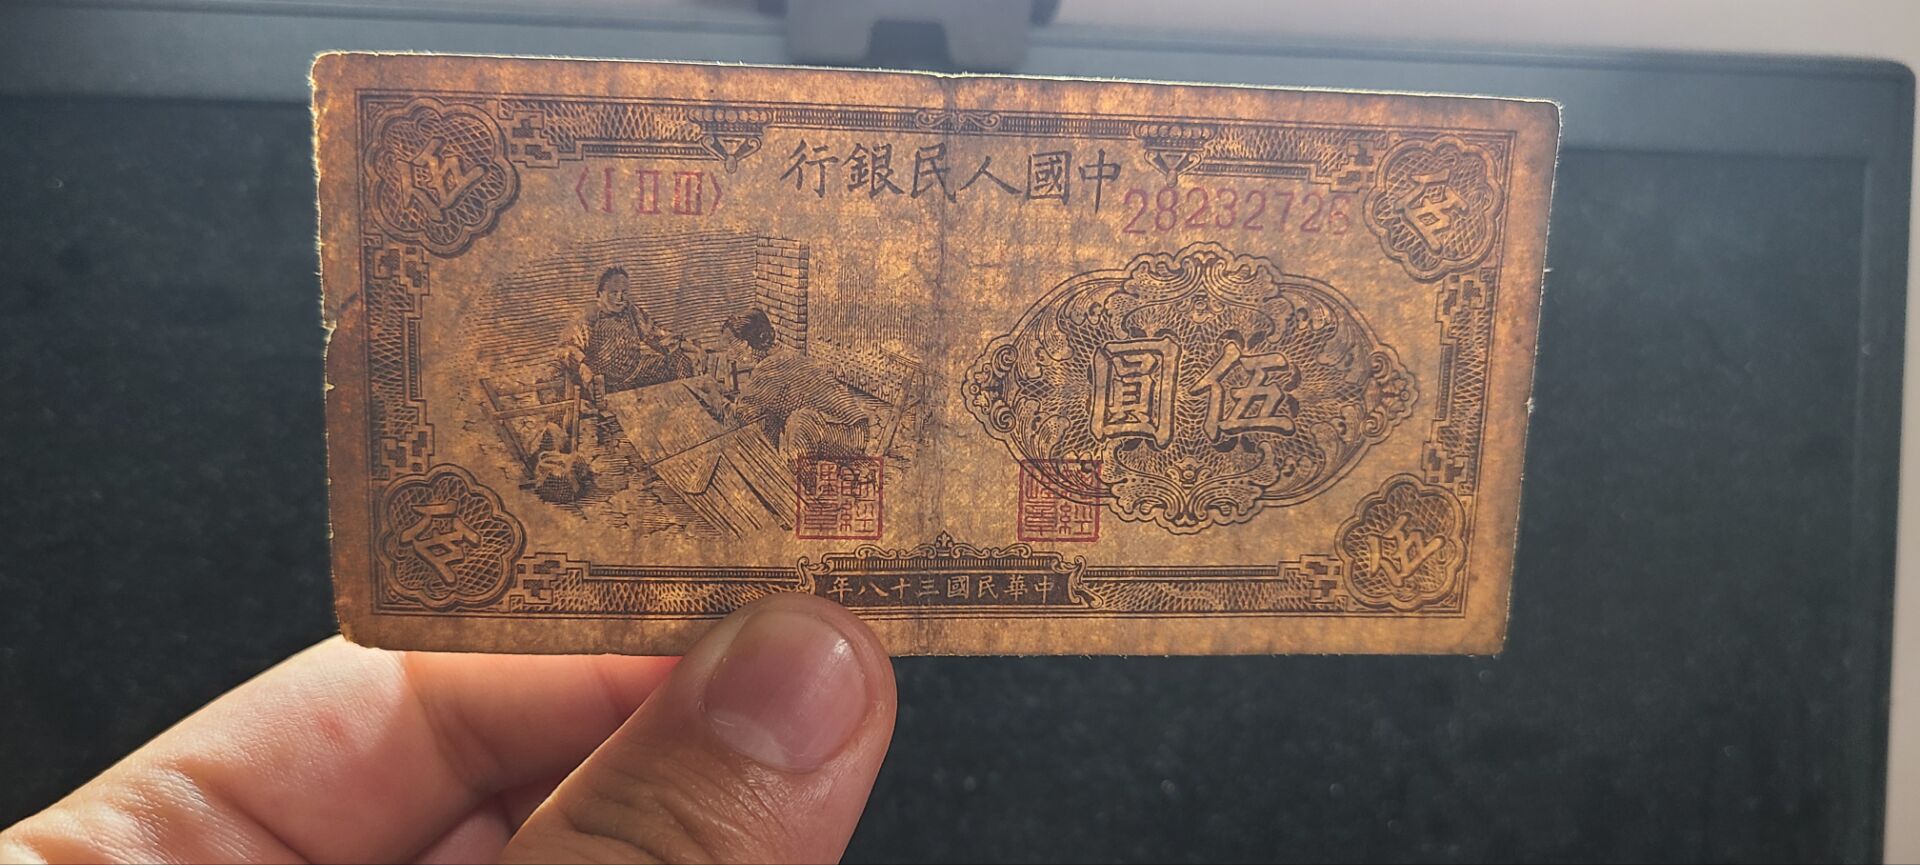 伍
行銀民人國中
伍
〈I II III〉
28232726
圓伍
伍
年八十三國民華中
伍